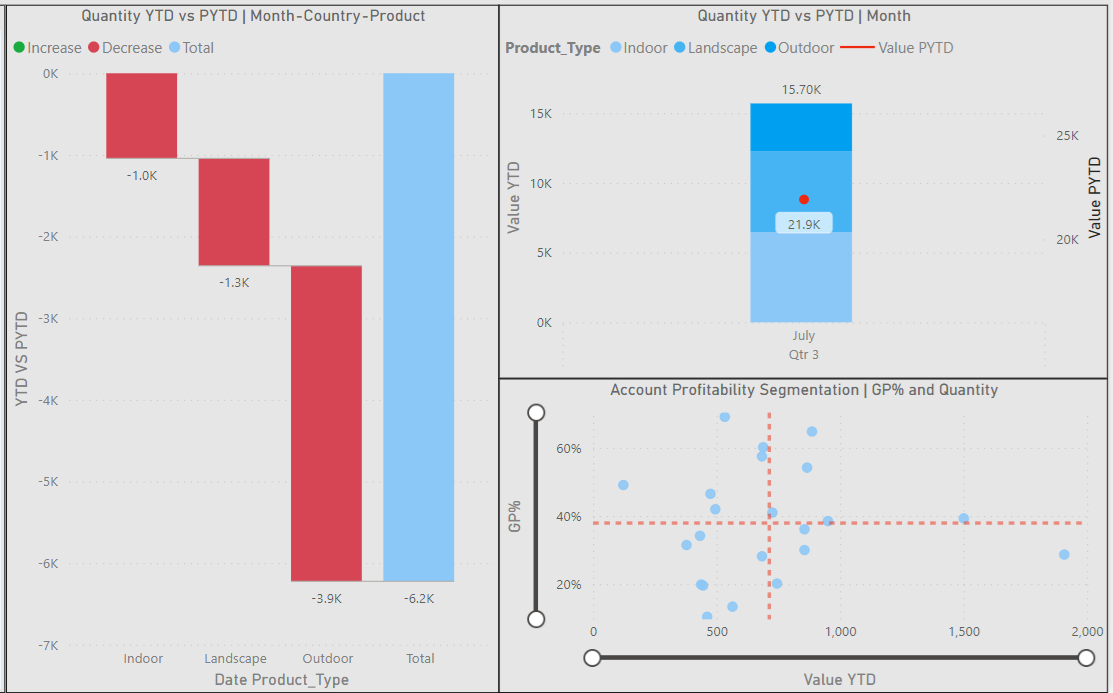 Quantity YTD vs PYTD | Month-Country-Product
Increase Decrease Total
0K
-1K
-2K
-3K
-4K
-5K
-6K
-7K
YTD VS PYTD
-1.0K
-1.3K
-3.9K
-6.2K
Indoor Landscape Outdoor Total
Date Product_Type
Quantity YTD vs PYTD | Month
Product_Type Indoor Landscape Outdoor Value PYTD
15.70K
15K
10K
5K
0K
Value YTD
21.9K
25K
20K
Value PYTD
July
Qtr 3
Account Profitability Segmentation | GP% and Quantity
GP%
60%
40%
20%
0 500 1,000 1,500 2,000
Value YTD